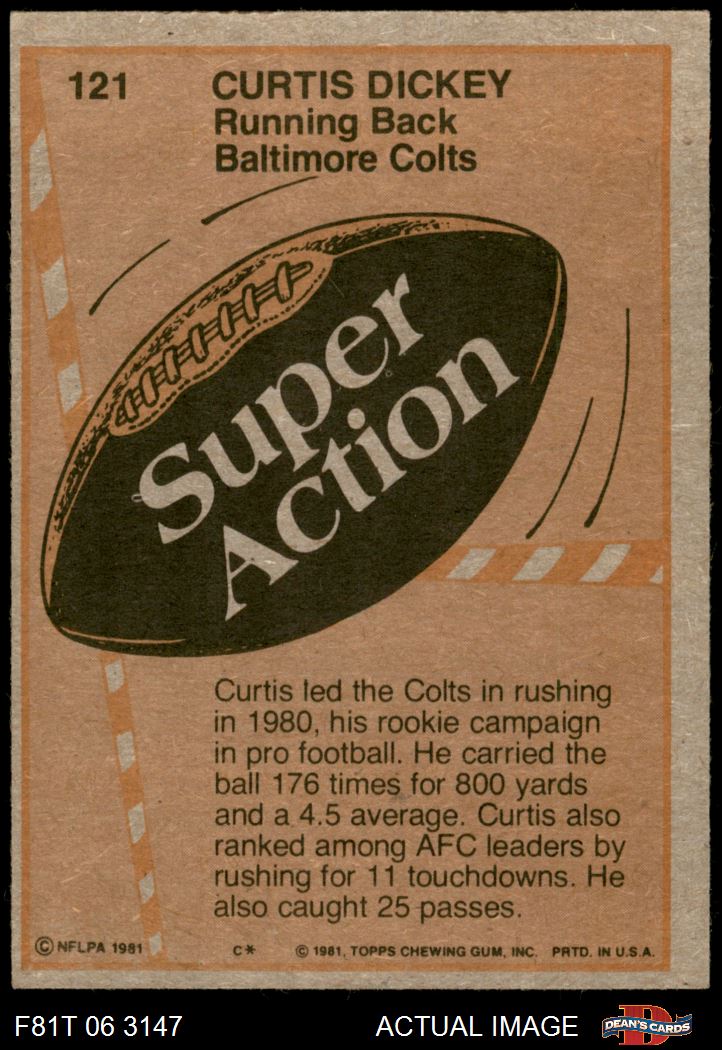 121
CURTIS DICKEY
Running Back
Baltimore Colts
Super
Action
Curtis led the Colts in rushing
in 1980, his rookie campaign
in pro football. He carried the
ball 176 times for 800 yards
and a 4.5 average. Curtis also
ranked among AFC leaders by
rushing for 11 touchdowns. He
also caught 25 passes.
© NFLPA 1981 C* © 1981, TOPPS CHEWING GUM, INC. PRTD. IN U.S.A.
F81T 06 3147 ACTUAL IMAGE D DEAN'S CARDS